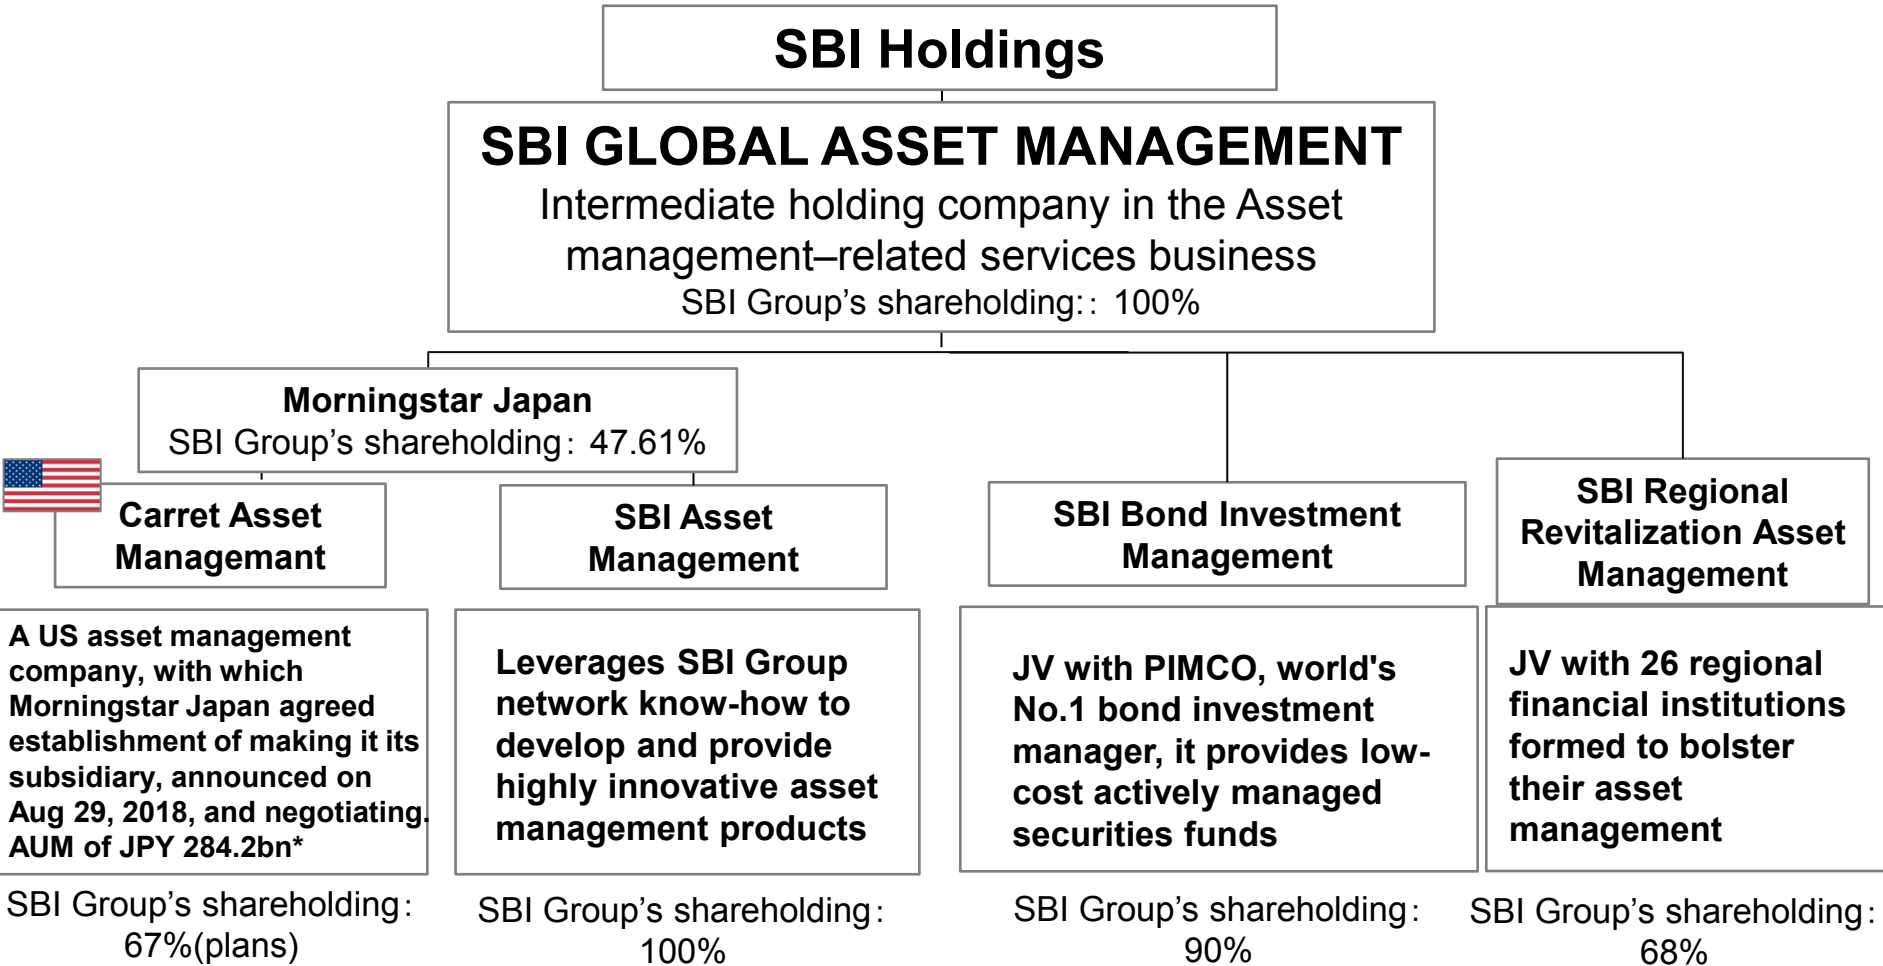 SBI Holdings
SBI GLOBAL ASSET MANAGEMENT
Intermediate holding company in the Asset
management–related services business
SBI Group’s shareholding:： 100%
Morningstar Japan
SBI Group’s shareholding： 47.61%
Carret Asset
Managemant
SBI Asset
Management
SBI Bond Investment
Management
SBI Regional
Revitalization Asset
Management
A US asset management
company, with which
Morningstar Japan agreed
establishment of making it its
subsidiary, announced on
Aug 29, 2018, and negotiating.
AUM of JPY 284.2bn*
Leverages SBI Group
network know-how to
develop and provide
highly innovative asset
management products
JV with PIMCO, world's
No.1 bond investment
manager, it provides low-
cost actively managed
securities funds
JV with 26 regional
financial institutions
formed to bolster
their asset
management
SBI Group’s shareholding：
67%(plans)
SBI Group’s shareholding：
100%
SBI Group’s shareholding：
90%
SBI Group’s shareholding：
68%